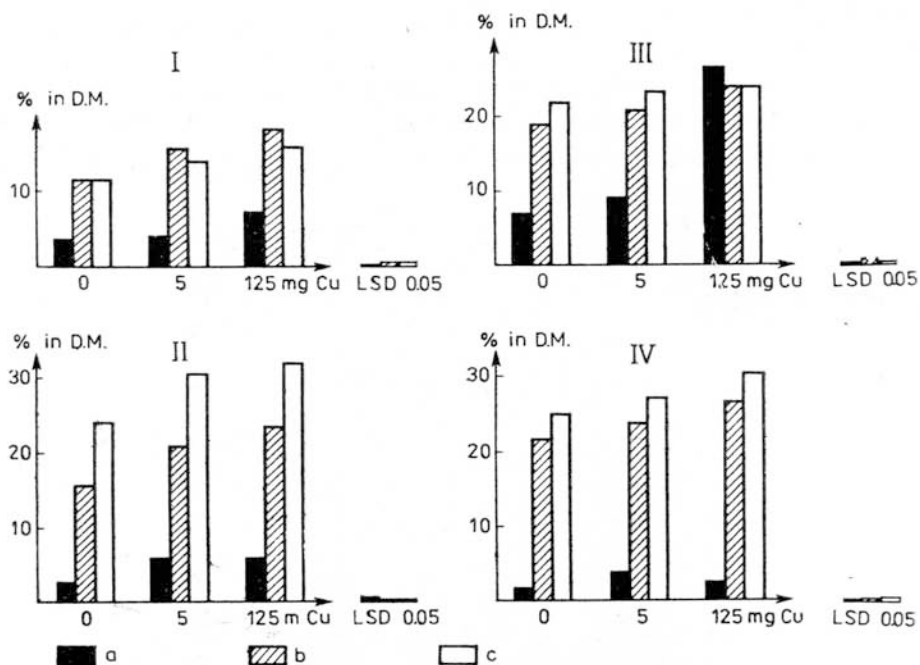 I
% in D.M.
10
0 5 125 mg Cu LSD 0.05
III
% in D.M.
20
10
0 5 125 mg Cu LSD 0.05
II
% in D.M.
30
20
10
0 5 125 m Cu LSD 0.05
IV
% in D.M.
30
20
10
0 5 125 mg Cu LSD 0.05
a b c